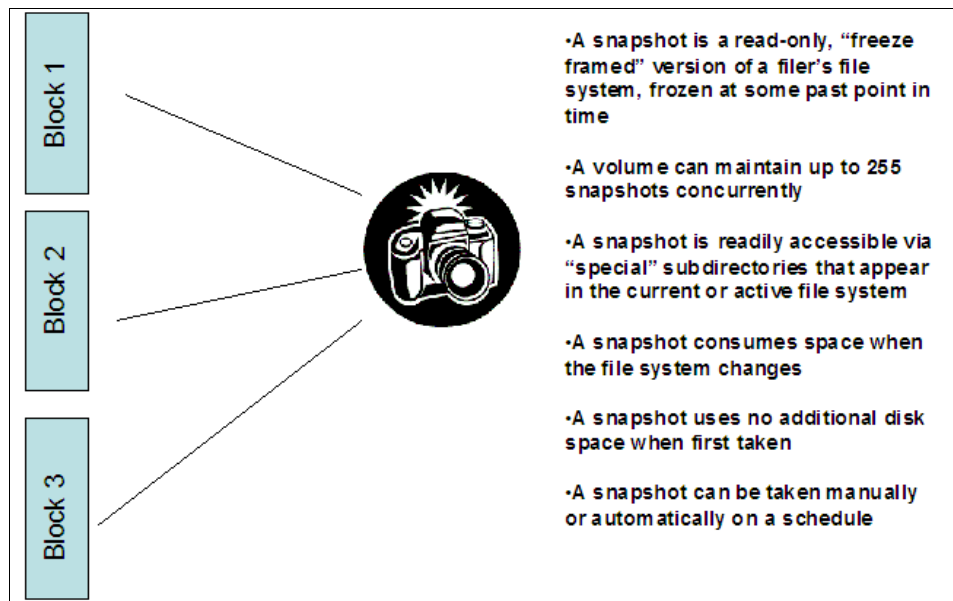 Block 1
Block 2
Block 3
•A snapshot is a read-only, “freeze
framed” version of a filer’s file
system, frozen at some past point in
time
•A volume can maintain up to 255
snapshots concurrently
•A snapshot is readily accessible via
“special” subdirectories that appear
in the current or active file system
•A snapshot consumes space when
the file system changes
•A snapshot uses no additional disk
space when first taken
•A snapshot can be taken manually
or automatically on a schedule